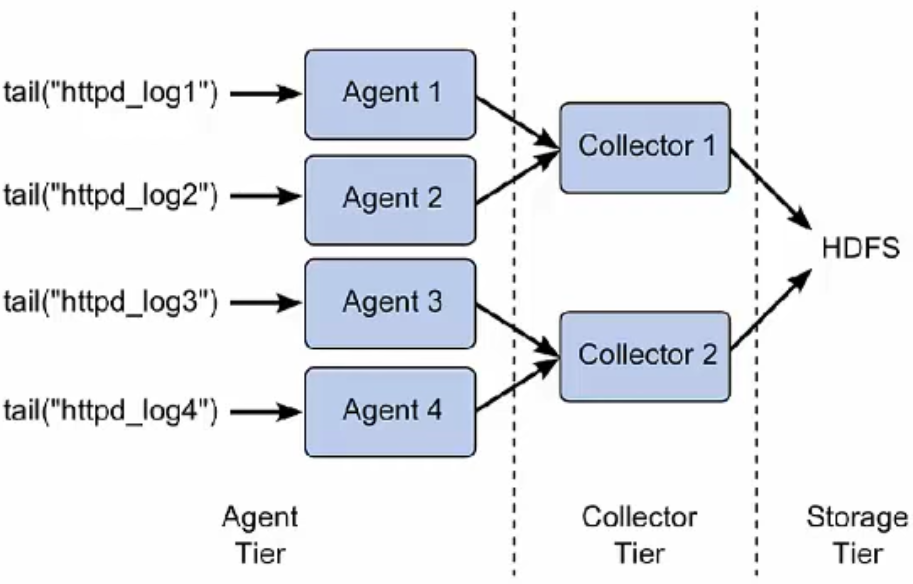 tail("httpd_log1")
Agent 1
tail("httpd_log2")
Agent 2
tail("httpd_log3")
Agent 3
tail("httpd_log4")
Agent 4
Collector 1
Collector 2
HDFS
Agent
Tier
Collector
Tier
Storage
Tier